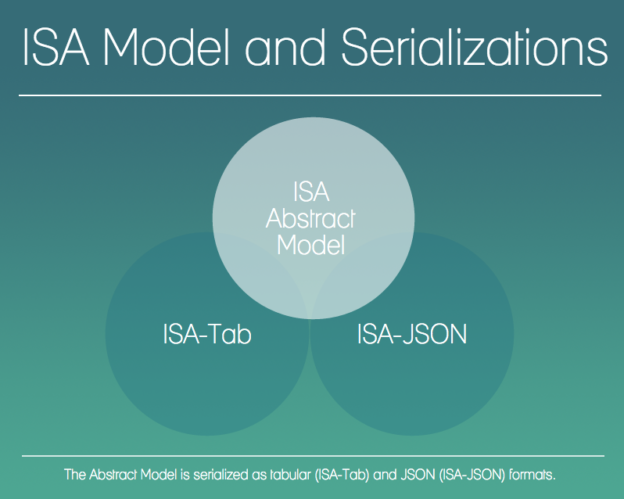 ISA Model and Serializations
ISA
Abstract
Model
ISA-Tab
ISA-JSON
The Abstract Model is serialized as tabular (ISA-Tab) and JSON (ISA-JSON) formats.